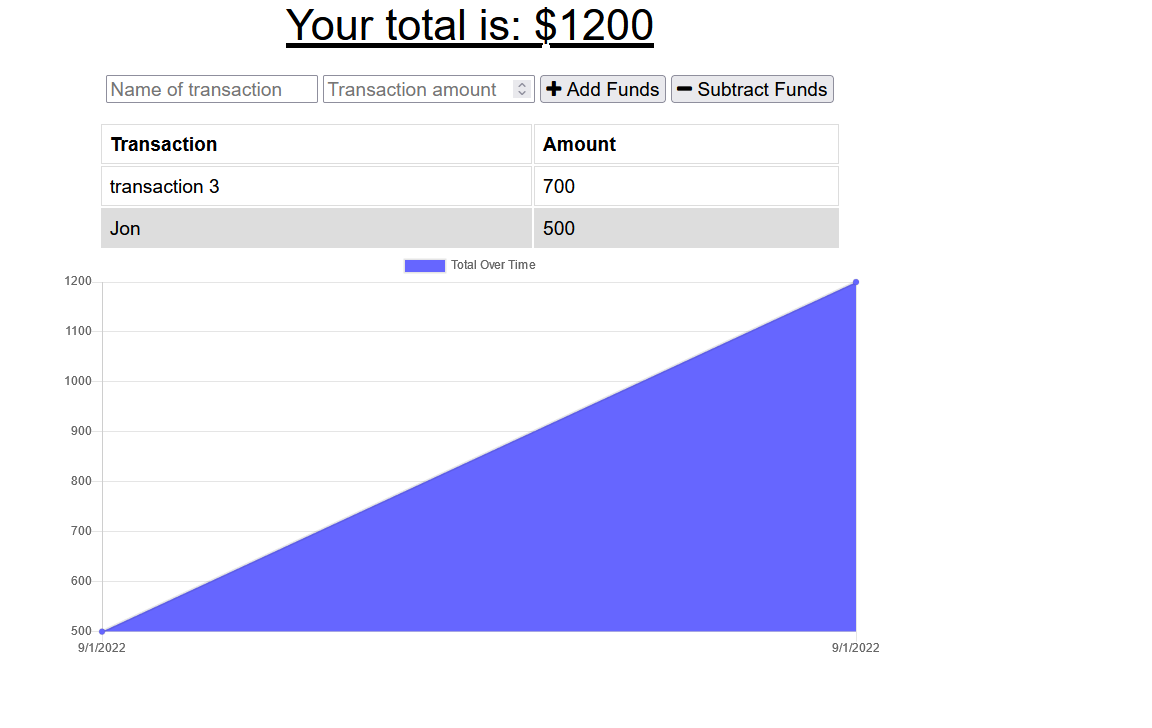 Your total is: $1200
Name of transaction Transaction amount Add Funds Subtract Funds
Transaction Amount
transaction 3 700
Jon 500
Total Over Time
1200
1100
1000
900
800
700
600
500
9/1/2022 9/1/2022